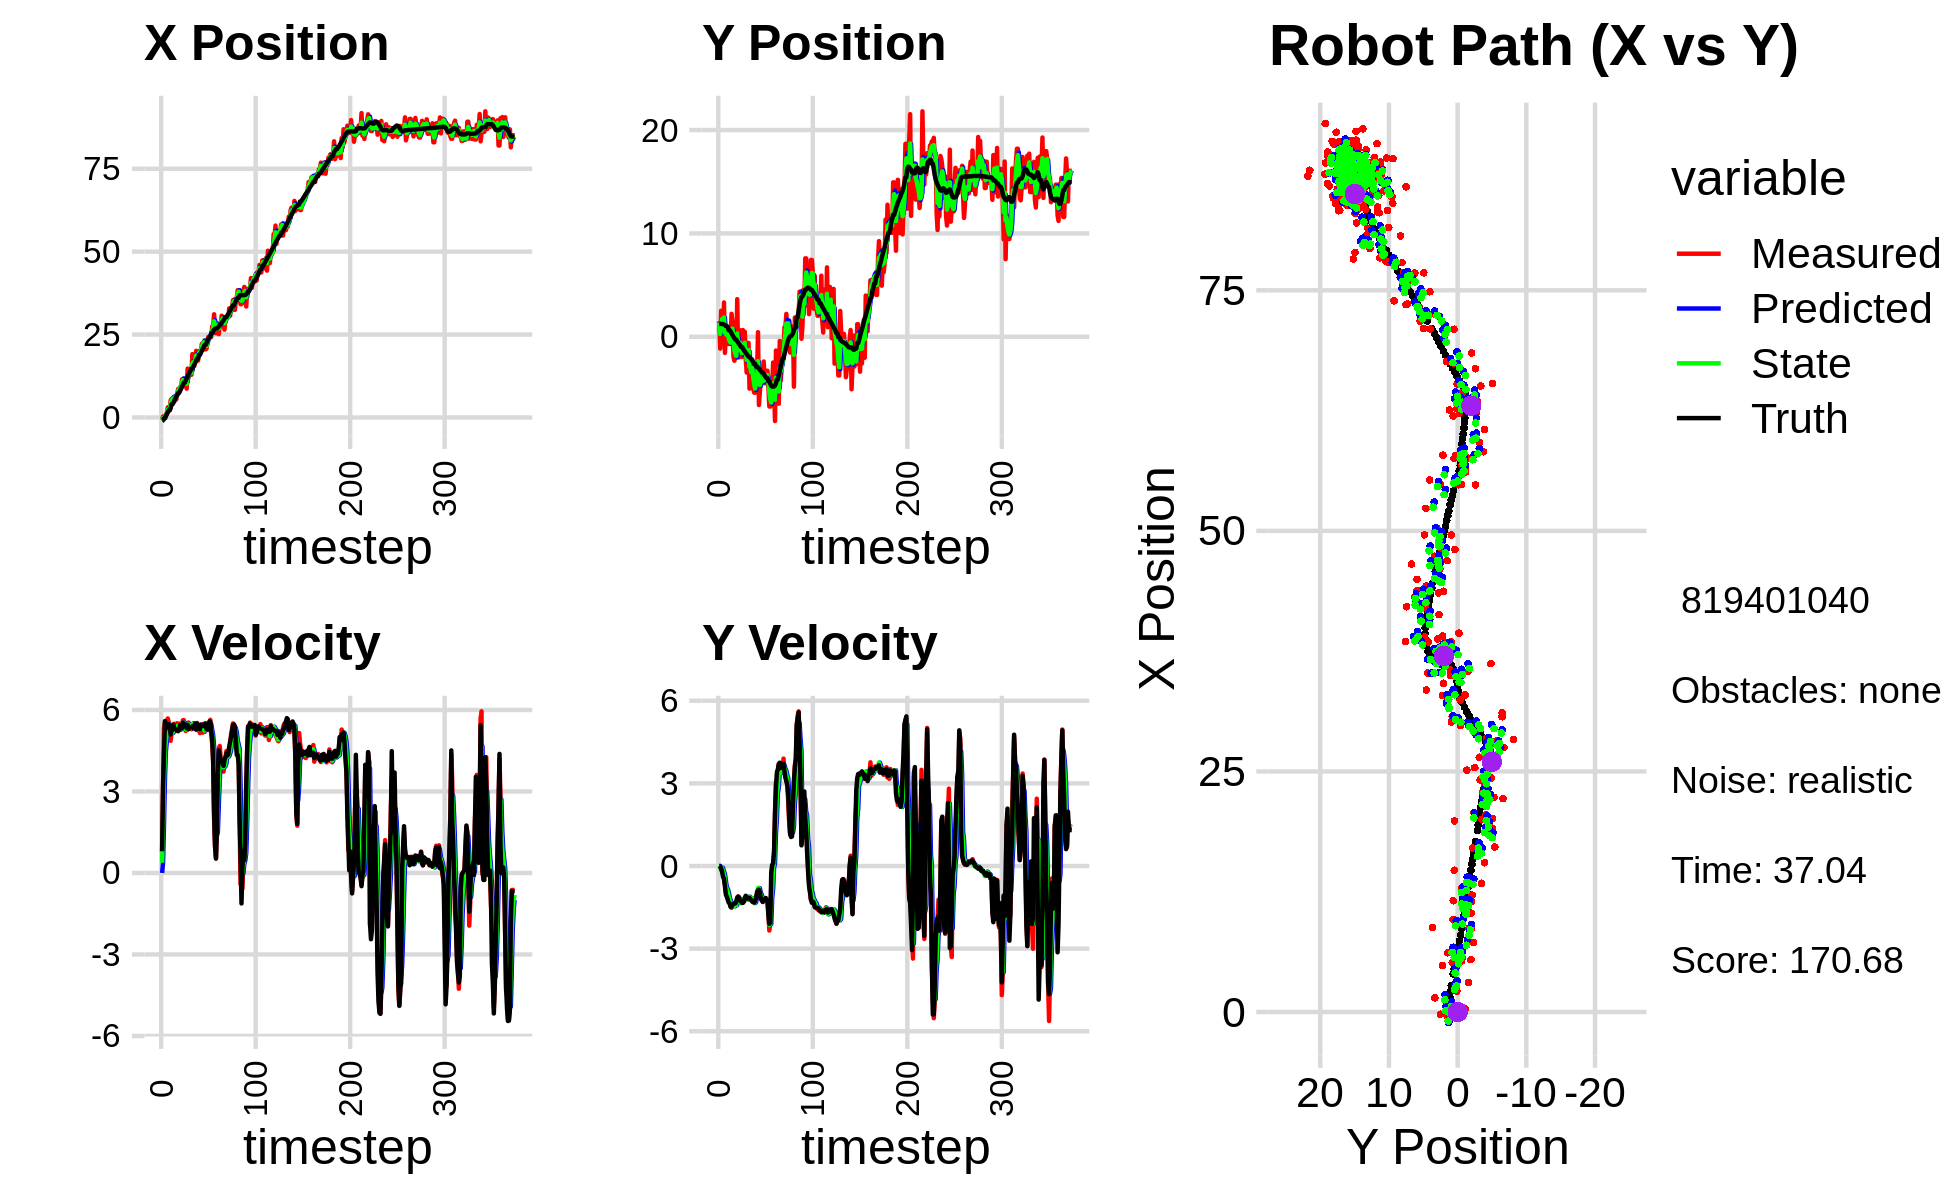 X Position
75
50
25
0
0
100
200
300
timestep
Y Position
20
10
0
0
100
200
300
timestep
X Velocity
6
3
0
-3
-6
0
100
200
300
timestep
Y Velocity
6
3
0
-3
-6
0
100
200
300
timestep
Robot Path (X vs Y)
X Position
75
50
25
0
20 10 0 -10 -20
Y Position
variable
Measured
Predicted
State
Truth
819401040
Obstacles: none
Noise: realistic
Time: 37.04
Score: 170.68